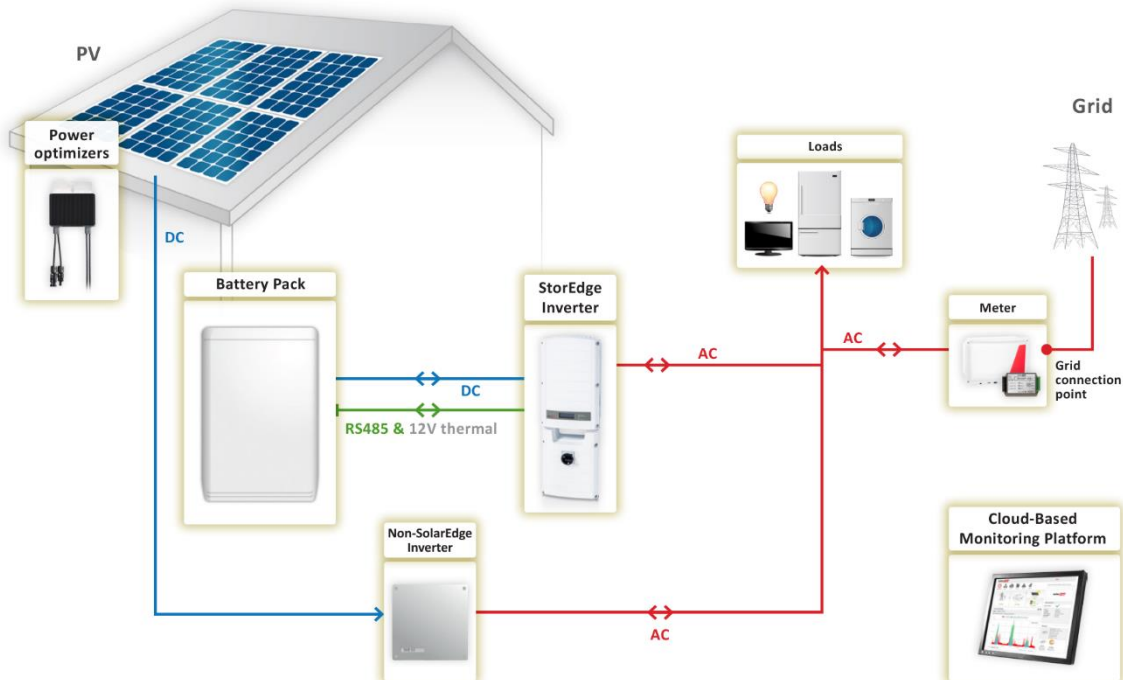 PV
Grid
Power
optimizers
Loads
DC
Battery Pack
StorEdge
Inverter
Meter
AC
AC
Grid
connection
point
DC
RS485 & 12V thermal
Non-SolarEdge
Inverter
Cloud-Based
Monitoring Platform
AC